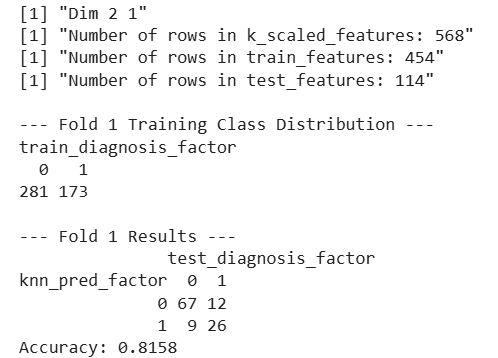 [1] "Dim 2 1"
[1] "Number of rows in k_scaled_features: 568"
[1] "Number of rows in train_features: 454"
[1] "Number of rows in test_features: 114"
--- Fold 1 Training Class Distribution ---
train_diagnosis_factor
0 1
281 173
--- Fold 1 Results ---
test_diagnosis_factor
knn_pred_factor 0 1
0 67 12
1 9 26
Accuracy: 0.8158